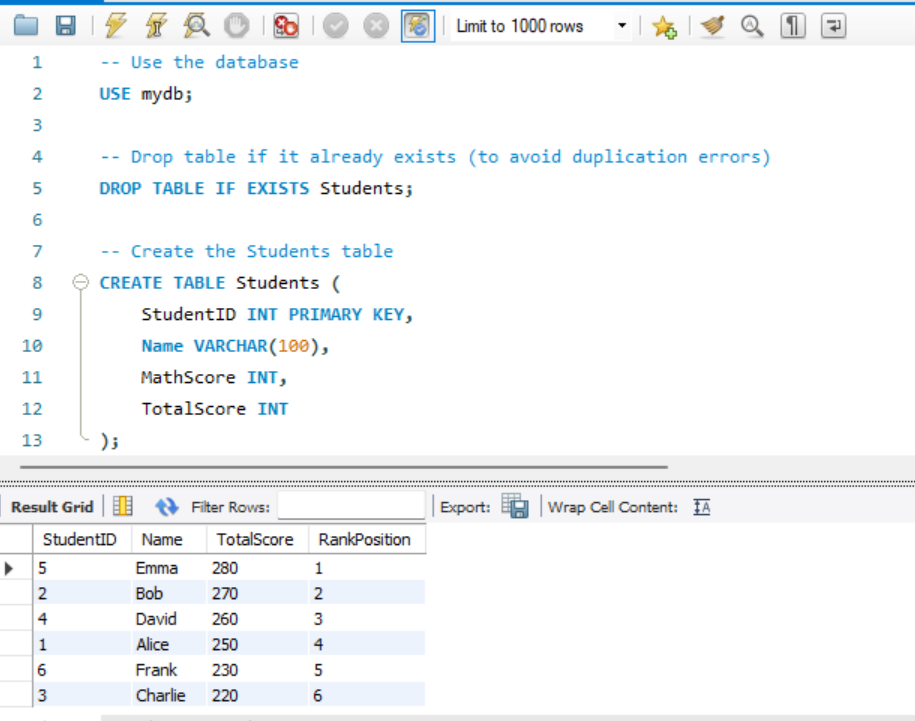 Limit to 1000 rows
1 -- Use the database
2 USE mydb;
3
4 -- Drop table if it already exists (to avoid duplication errors)
5 DROP TABLE IF EXISTS Students;
6
7 -- Create the Students table
8 CREATE TABLE Students (
9 StudentID INT PRIMARY KEY,
10 Name VARCHAR(100),
11 MathScore INT,
12 TotalScore INT
13 );
Result Grid Filter Rows: Export: Wrap Cell Content: IA
StudentID Name TotalScore RankPosition
5 Emma 280 1
2 Bob 270 2
4 David 260 3
1 Alice 250 4
6 Frank 230 5
3 Charlie 220 6